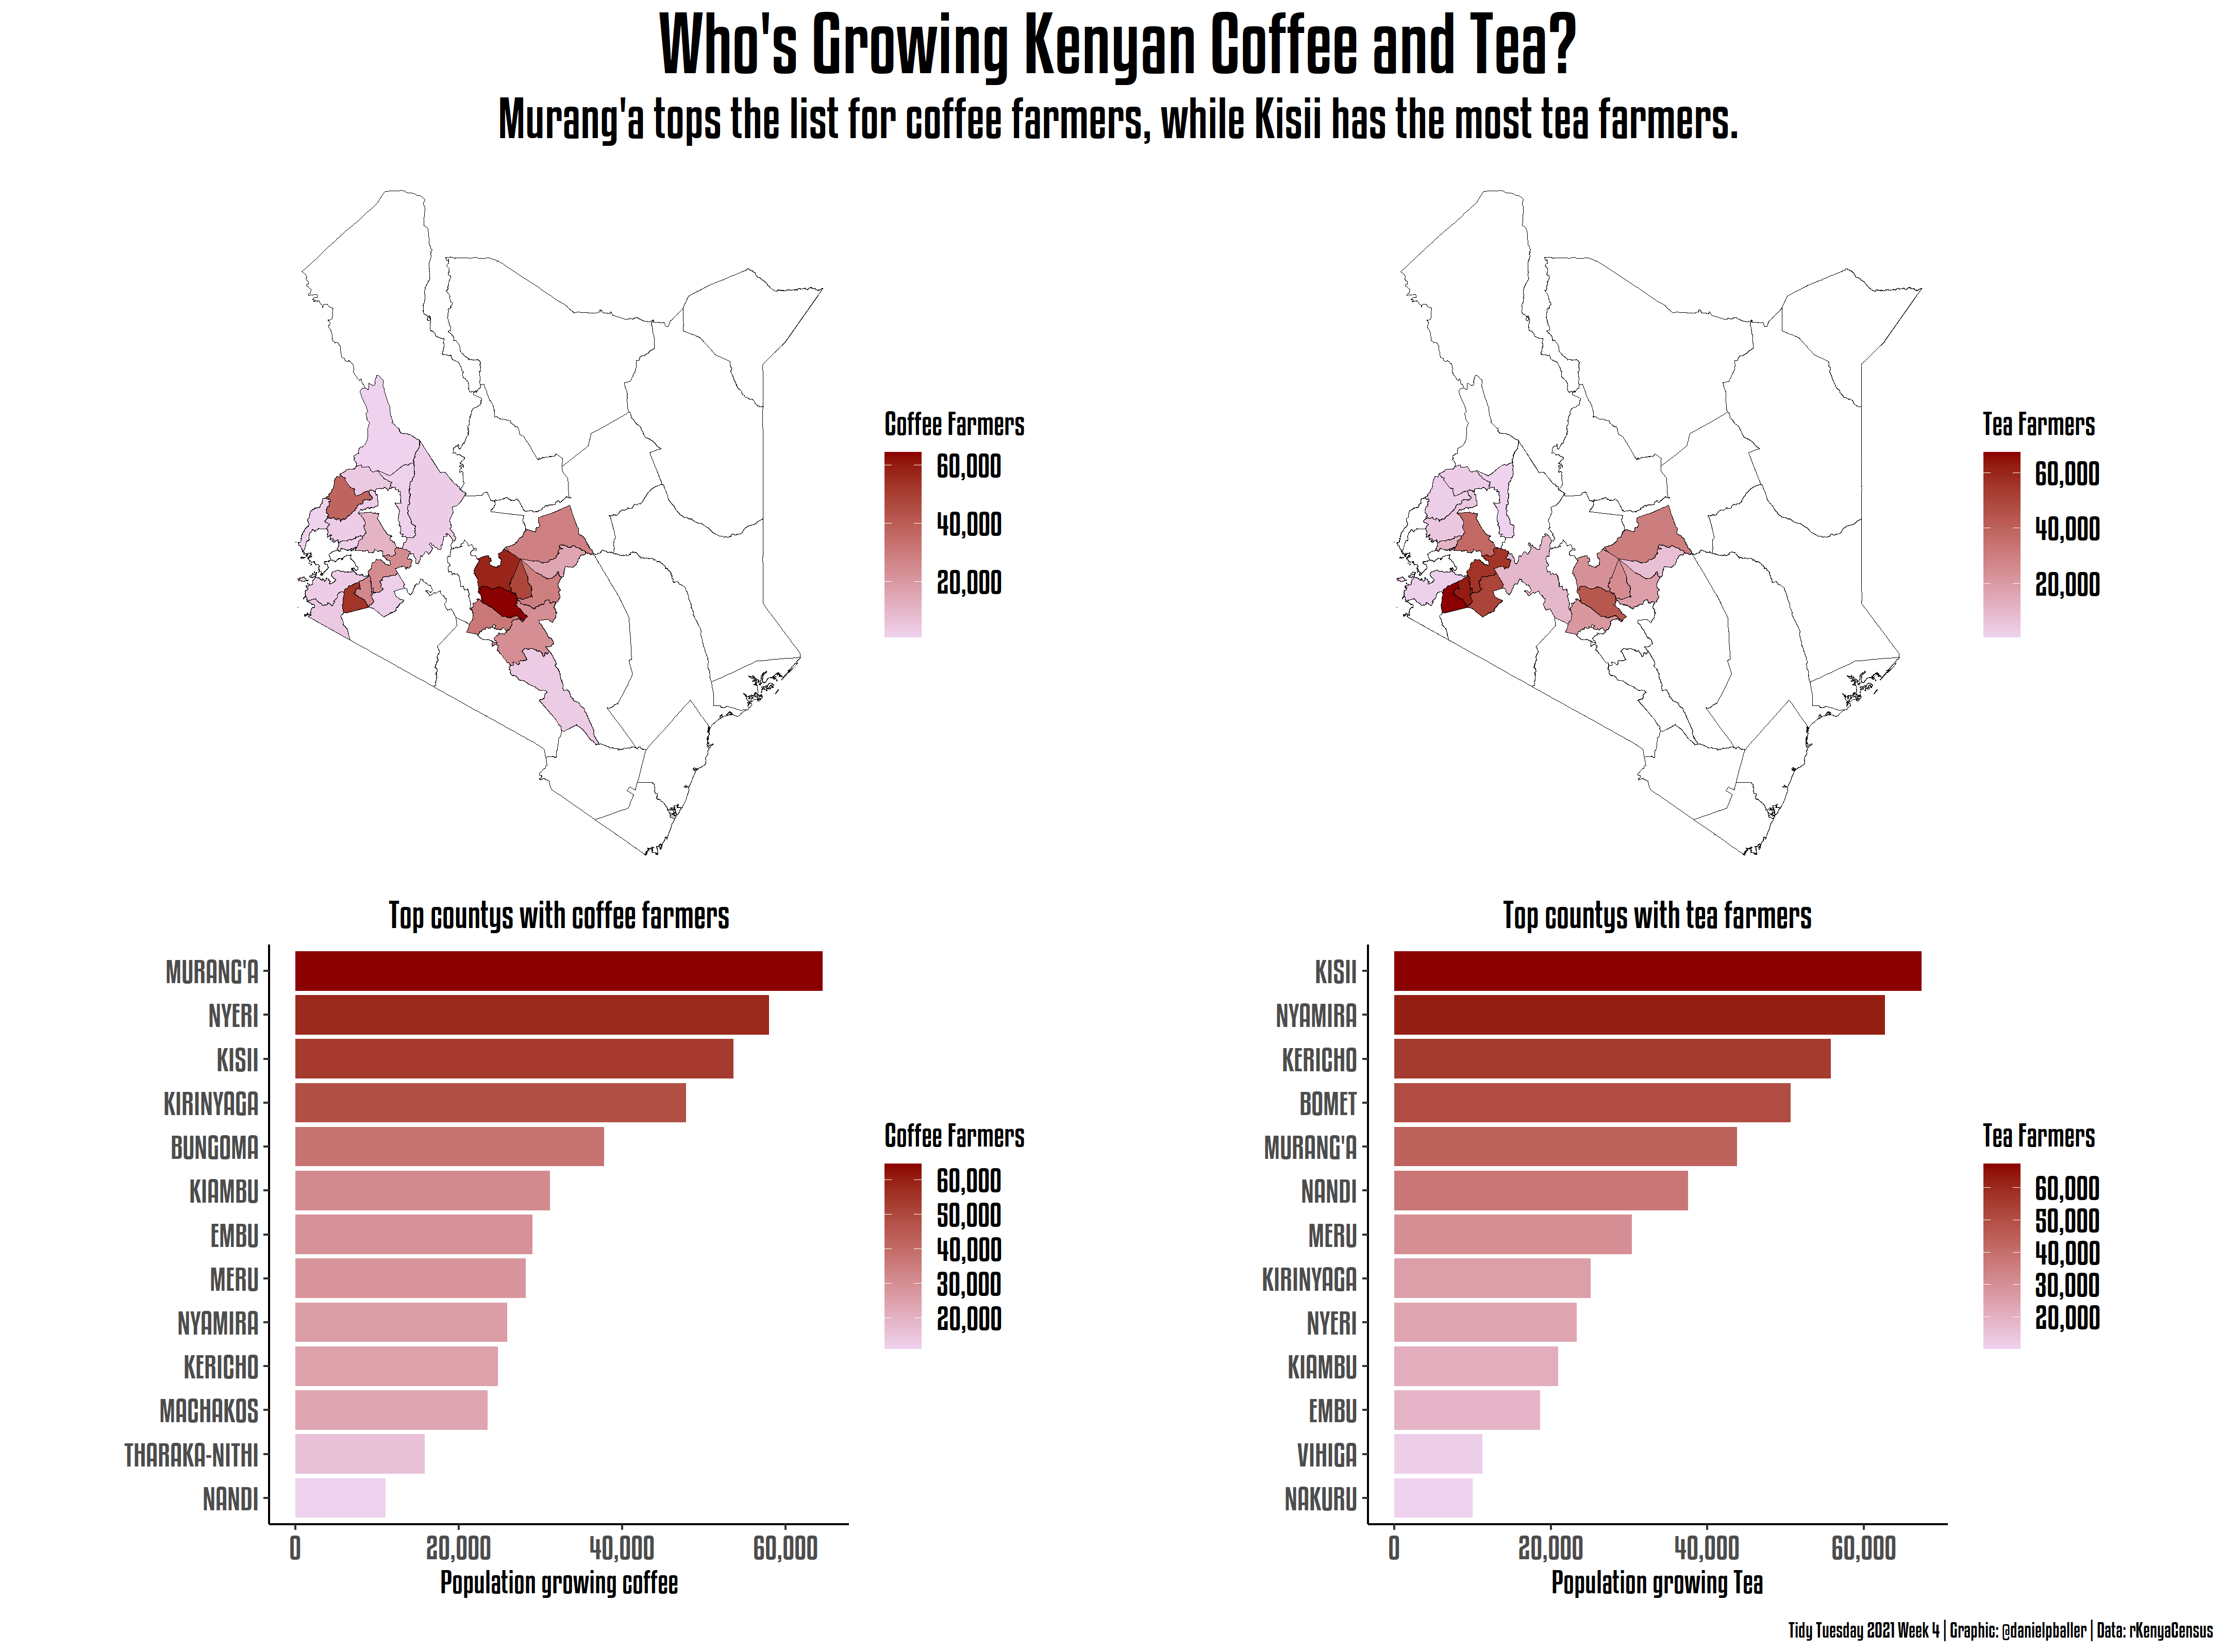 Who's Growing Kenyan Coffee and Tea?
Murang'a tops the list for coffee farmers, while Kisii has the most tea farmers.
Coffee Farmers
60,000
40,000
20,000
Tea Farmers
60,000
40,000
20,000
Top countys with coffee farmers
MURANG'A
NYERI
KISII
KIRINYAGA
BUNGOMA
KIAMBU
EMBU
MERU
NYAMIRA
KERICHO
MACHAKOS
THARAKA-NITHI
NANDI
0 20,000 40,000 60,000
Population growing coffee
Coffee Farmers
60,000
50,000
40,000
30,000
20,000
Top countys with tea farmers
KISII
NYAMIRA
KERICHO
BOMET
MURANG'A
NANDI
MERU
KIRINYAGA
NYERI
KIAMBU
EMBU
VIHIGA
NAKURU
0 20,000 40,000 60,000
Population growing Tea
Tea Farmers
60,000
50,000
40,000
30,000
20,000
Tidy Tuesday 2021 Week 4 | Graphic: @danielpballer | Data: rKenyaCensus